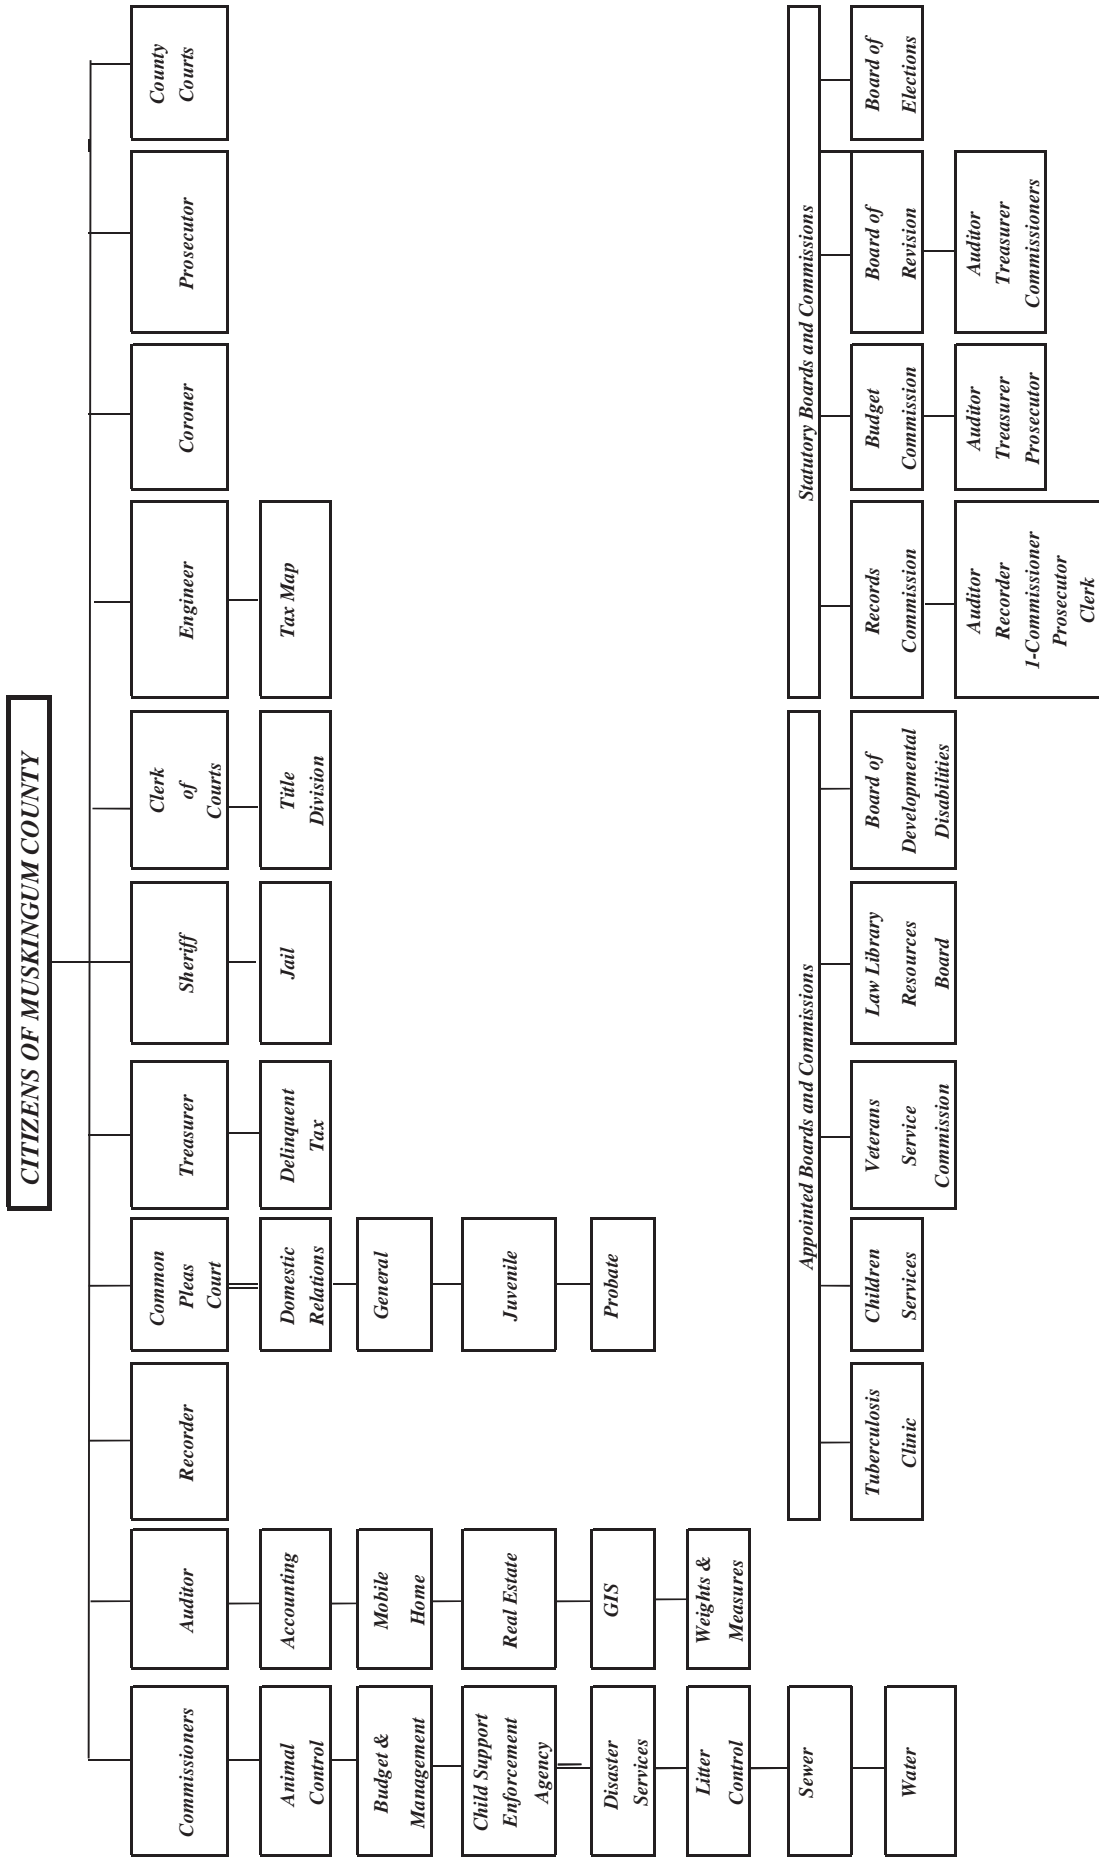 CITIZENS OF MUSKINGUM COUNTY
Commissioners
Auditor
Recorder
Common
Pleas
Court
Treasurer
Sheriff
Clerk
of
Courts
Engineer
Coroner
Prosecutor
County
Courts
Animal
Control
Accounting
Domestic
Relations
Delinquent
Tax
Jail
Title
Division
Tax Map
Budget &
Management
Mobile
Home
General
Child Support
Enforcement
Agency
Real Estate
Juvenile
Disaster
Services
GIS
Probate
Litter
Control
Weights &
Measures
Sewer
Water
Appointed Boards and Commissions
Tuberculosis
Clinic
Children
Services
Veterans
Service
Commission
Law Library
Resources
Board
Board of
Developmental
Disabilities
Statutory Boards and Commissions
Records
Commission
Budget
Commission
Board of
Revision
Board of
Elections
Auditor
Recorder
1-Commissioner
Prosecutor
Clerk
Auditor
Treasurer
Prosecutor
Auditor
Treasurer
Commissioners